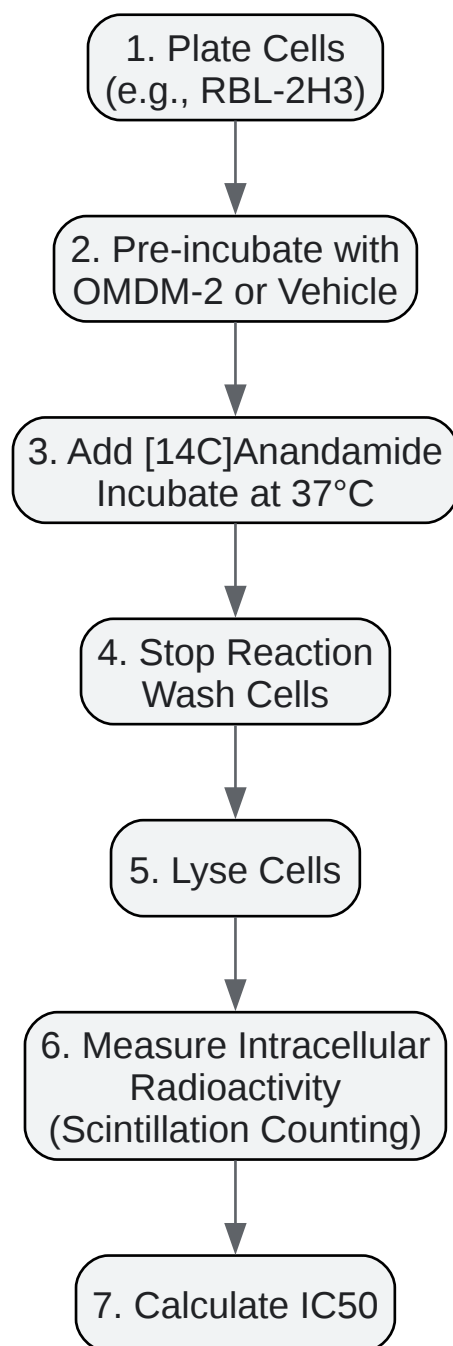 1. Plate Cells
(e.g., RBL-2H3)
2. Pre-incubate with
OMDM-2 or Vehicle
3. Add [14C]Anandamide
Incubate at 37°C
4. Stop Reaction
Wash Cells
5. Lyse Cells
6. Measure Intracellular
Radioactivity
(Scintillation Counting)
7. Calculate IC50